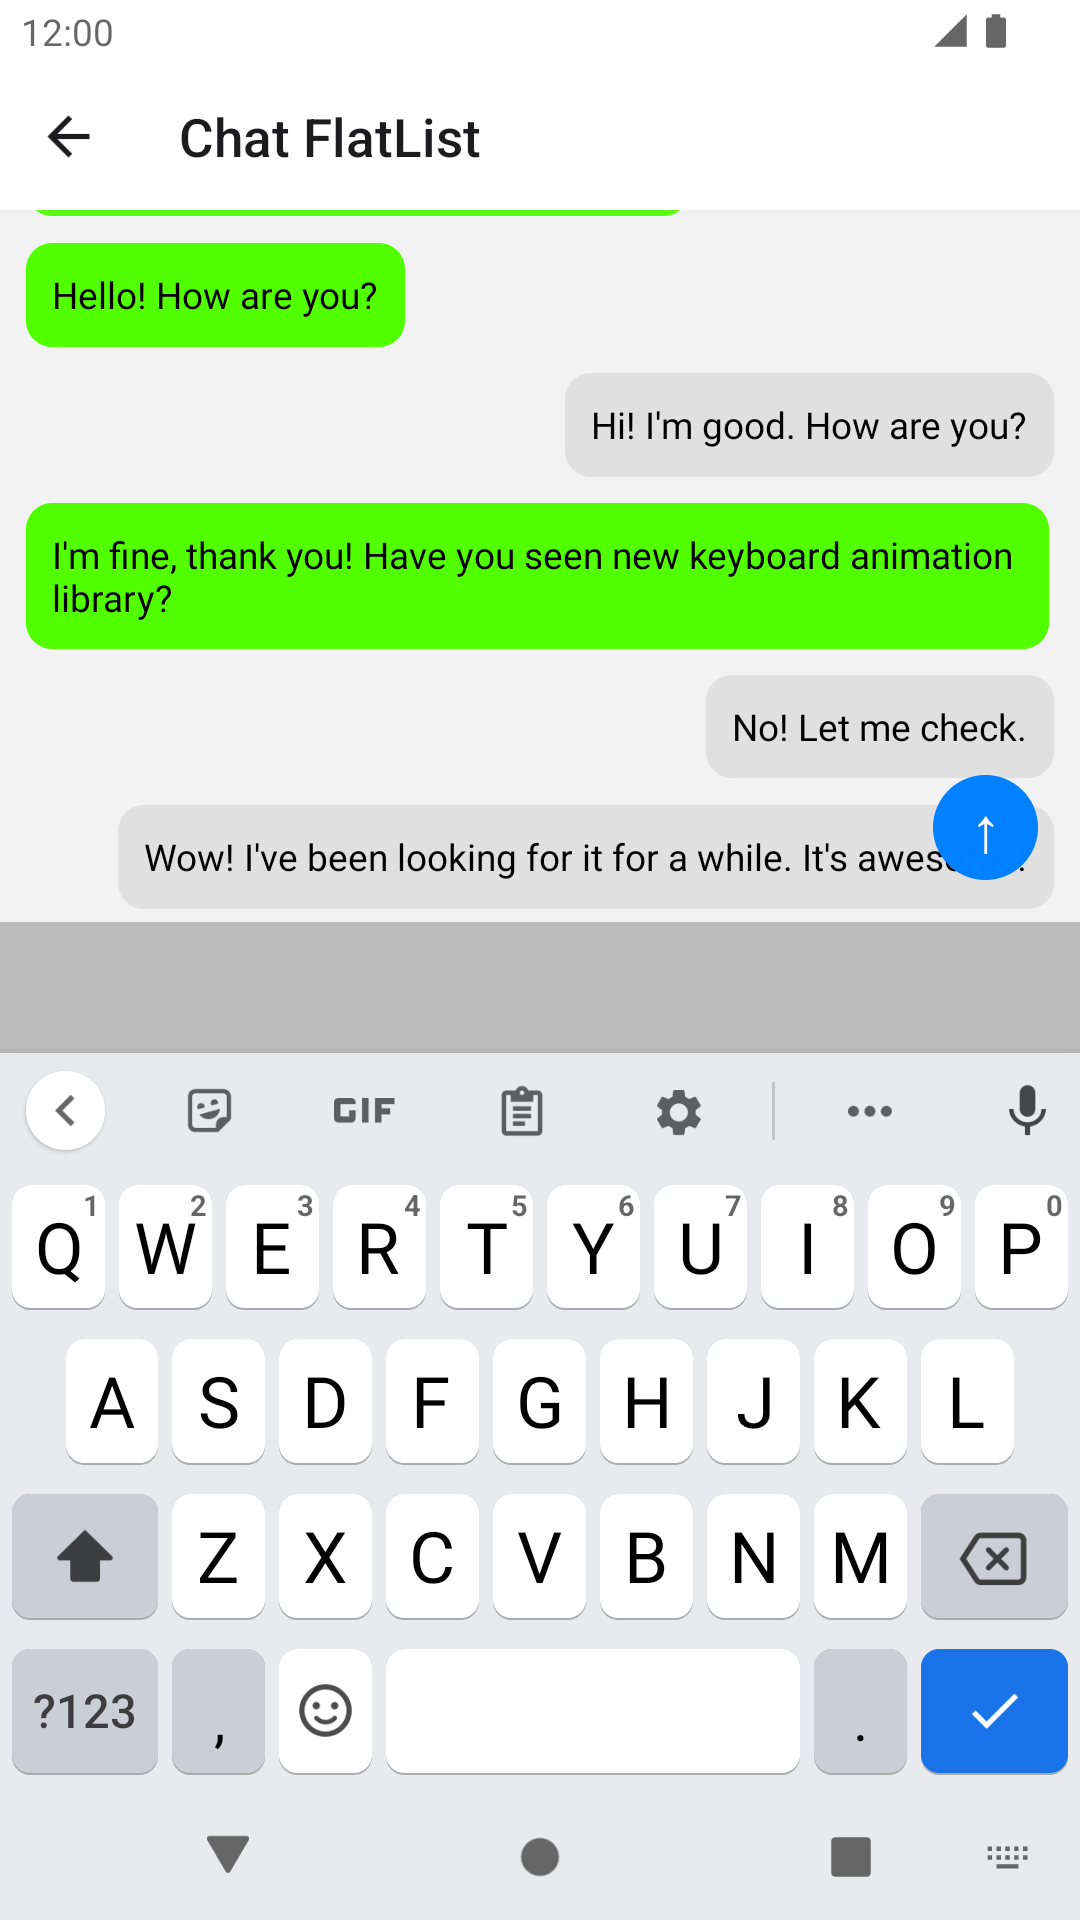 12:00
Chat FlatList
Hello! How are you?
Hi! I'm good. How are you?
I'm fine, thank you! Have you seen new keyboard animation
library?
No! Let me check.
Wow! I've been looking for it for a while. It's
↑
GIF
1 2 3 4 5 6 7 8 9 0
Q W E R T Y U I O P
A S D F G H J K L
Z X C V B N M
?123 , .